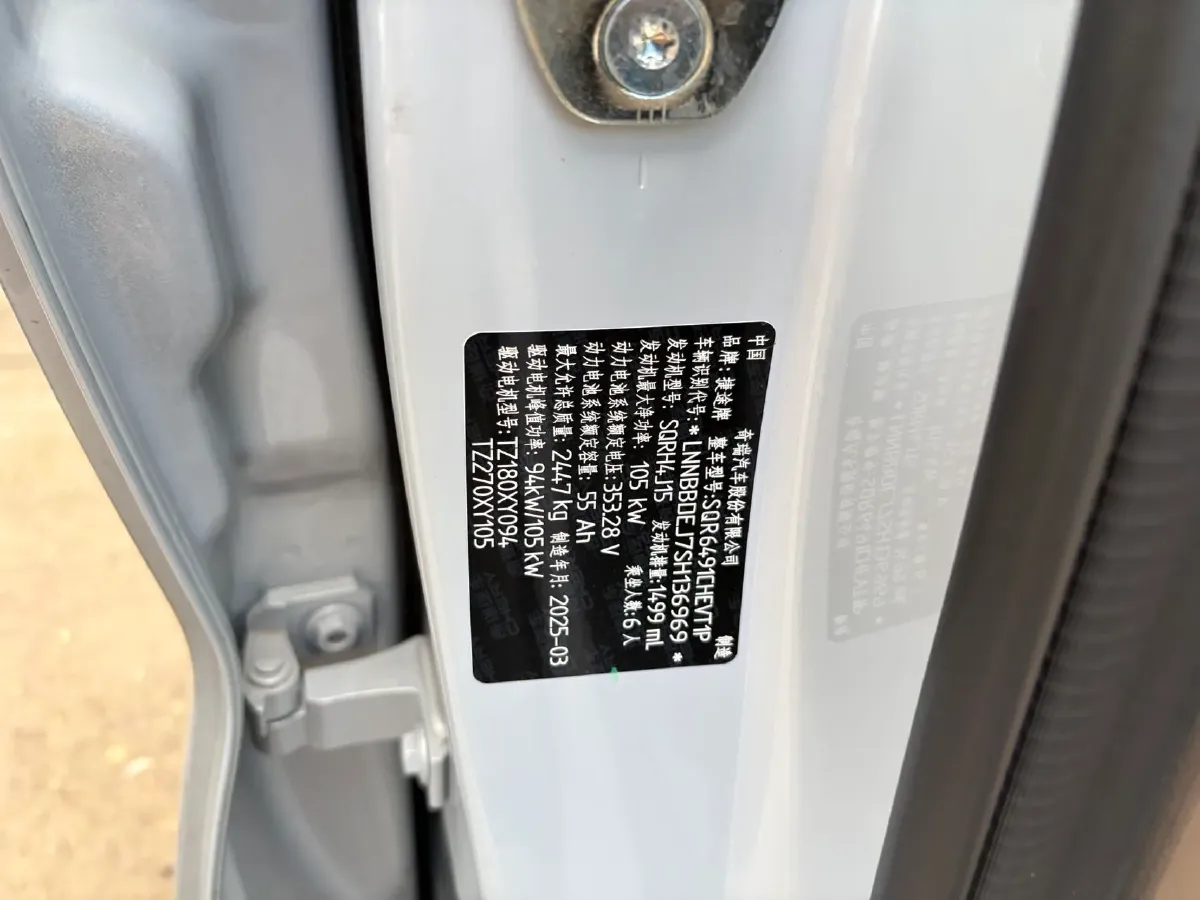 中国 奇瑞汽车股份有限公司 制造
品牌:捷途牌 整车型号:SQR6491CHEVT1P
车辆识别代号:*LNNBBDEJ7SH136969*
发动机型号: SQRH4J15 发动机排量:1499 mL
发动机最大净功率: 105 kW 乘坐人数:6人
动力电池系统额定电压:353.28 V
动力电池系统额定容量: 55 Ah
最大允许总质量: 2447 kg 制造年月: 2025-03
驱动电机峰值功率: 94kW/105 kW
驱动电机型号:TZ180XY094
TZ270XY105